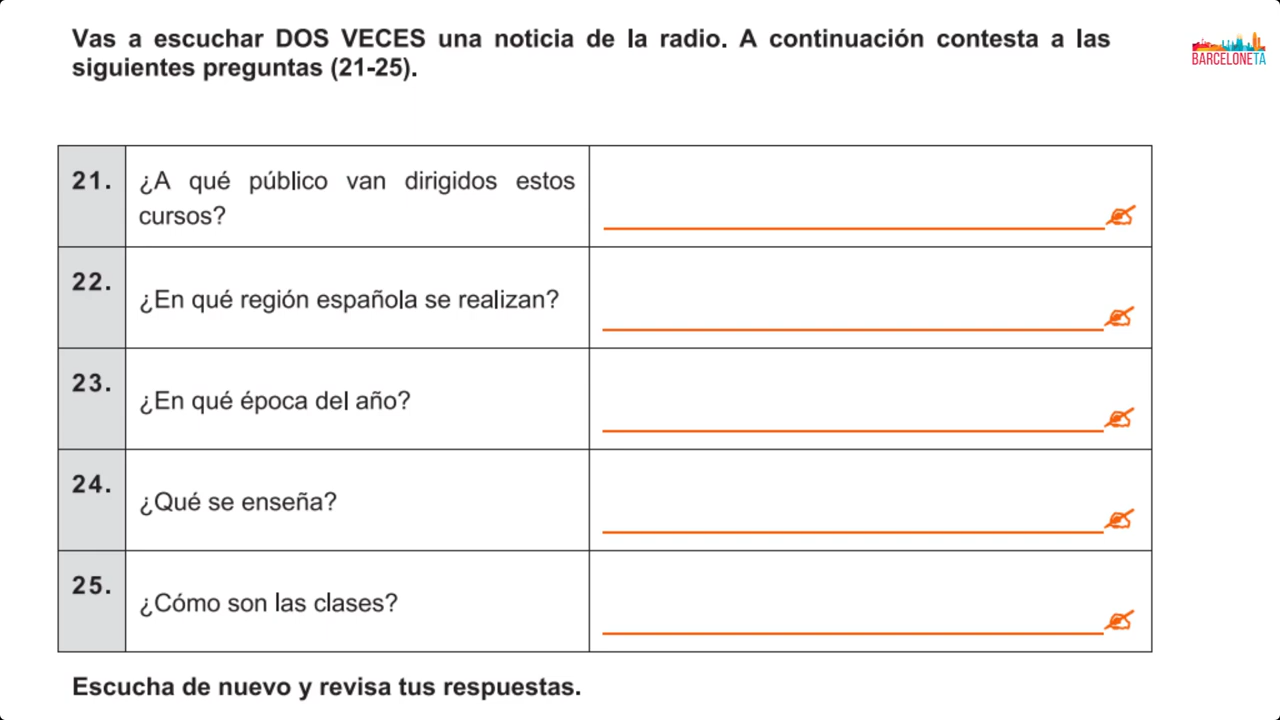 Vas a escuchar DOS VECES una noticia de la radio. A continuación contesta a las
siguientes preguntas (21-25).
BARCELONETA
21. ¿A qué público van dirigidos estos
cursos?
22. ¿En qué región española se realizan?
23. ¿En qué época del año?
24. ¿Qué se enseña?
25. ¿Cómo son las clases?
Escucha de nuevo y revisa tus respuestas.